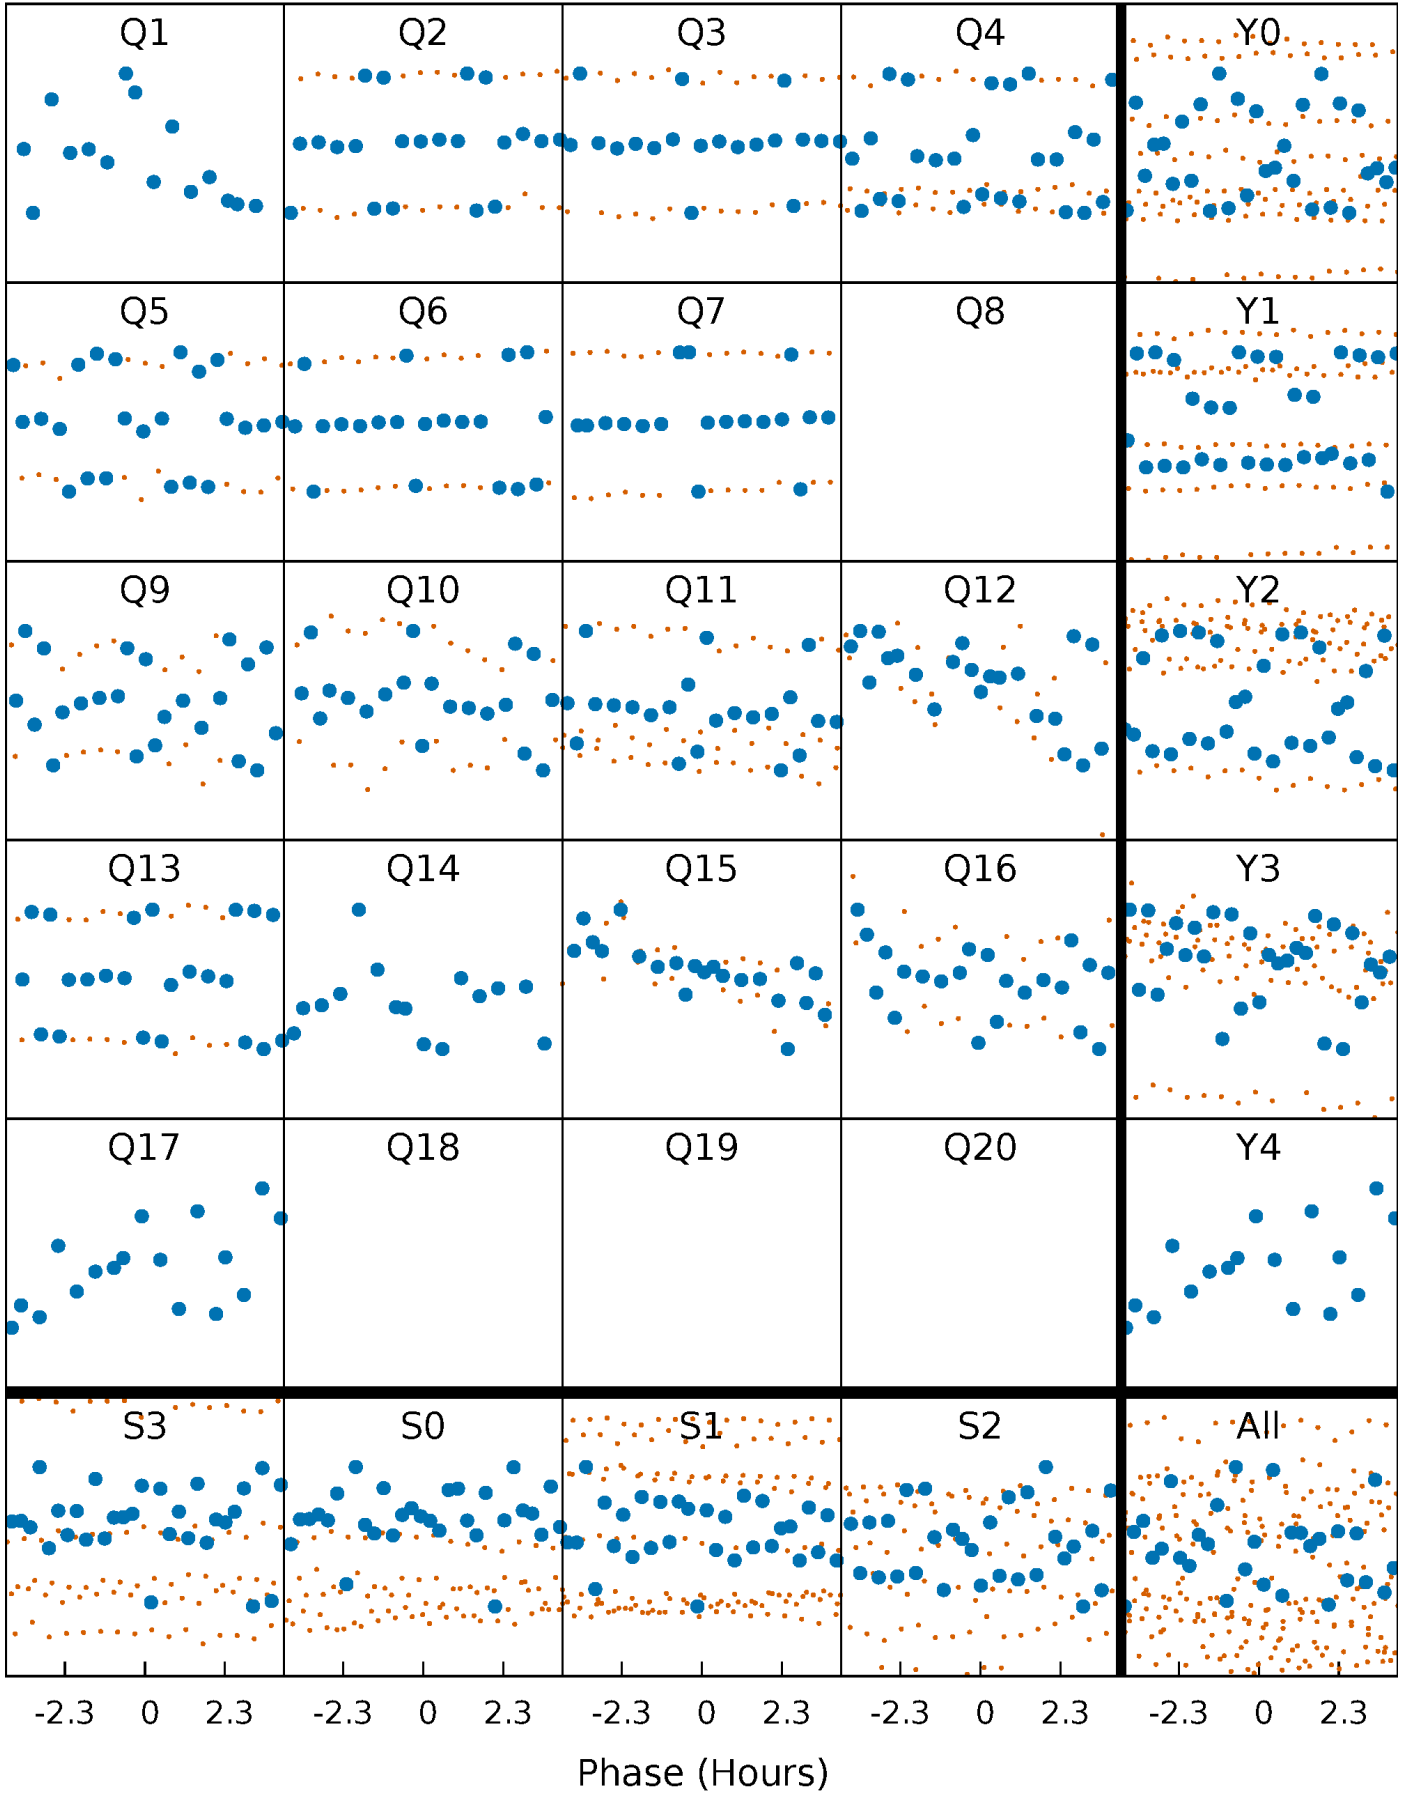 Q1 Q2 Q3 Q4 Y0
Q5 Q6 Q7 Q8 Y1
Q9 Q10 Q11 Q12 Y2
Q13 Q14 Q15 Q16 Y3
Q17 Q18 Q19 Q20 Y4
S3 S0 S1 S2 All
-2.3 0 2.3 -2.3 0 2.3 -2.3 0 2.3 -2.3 0 2.3 -2.3 0 2.3
Phase (Hours)